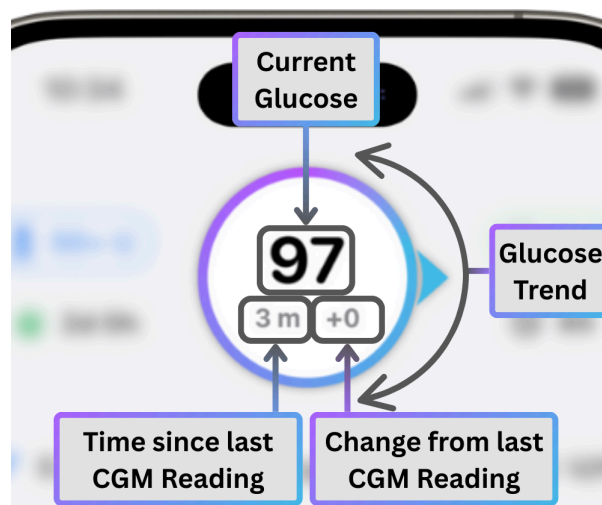 Current
Glucose
97
3 m
+0
Glucose
Trend
Time since last
CGM Reading
Change from last
CGM Reading